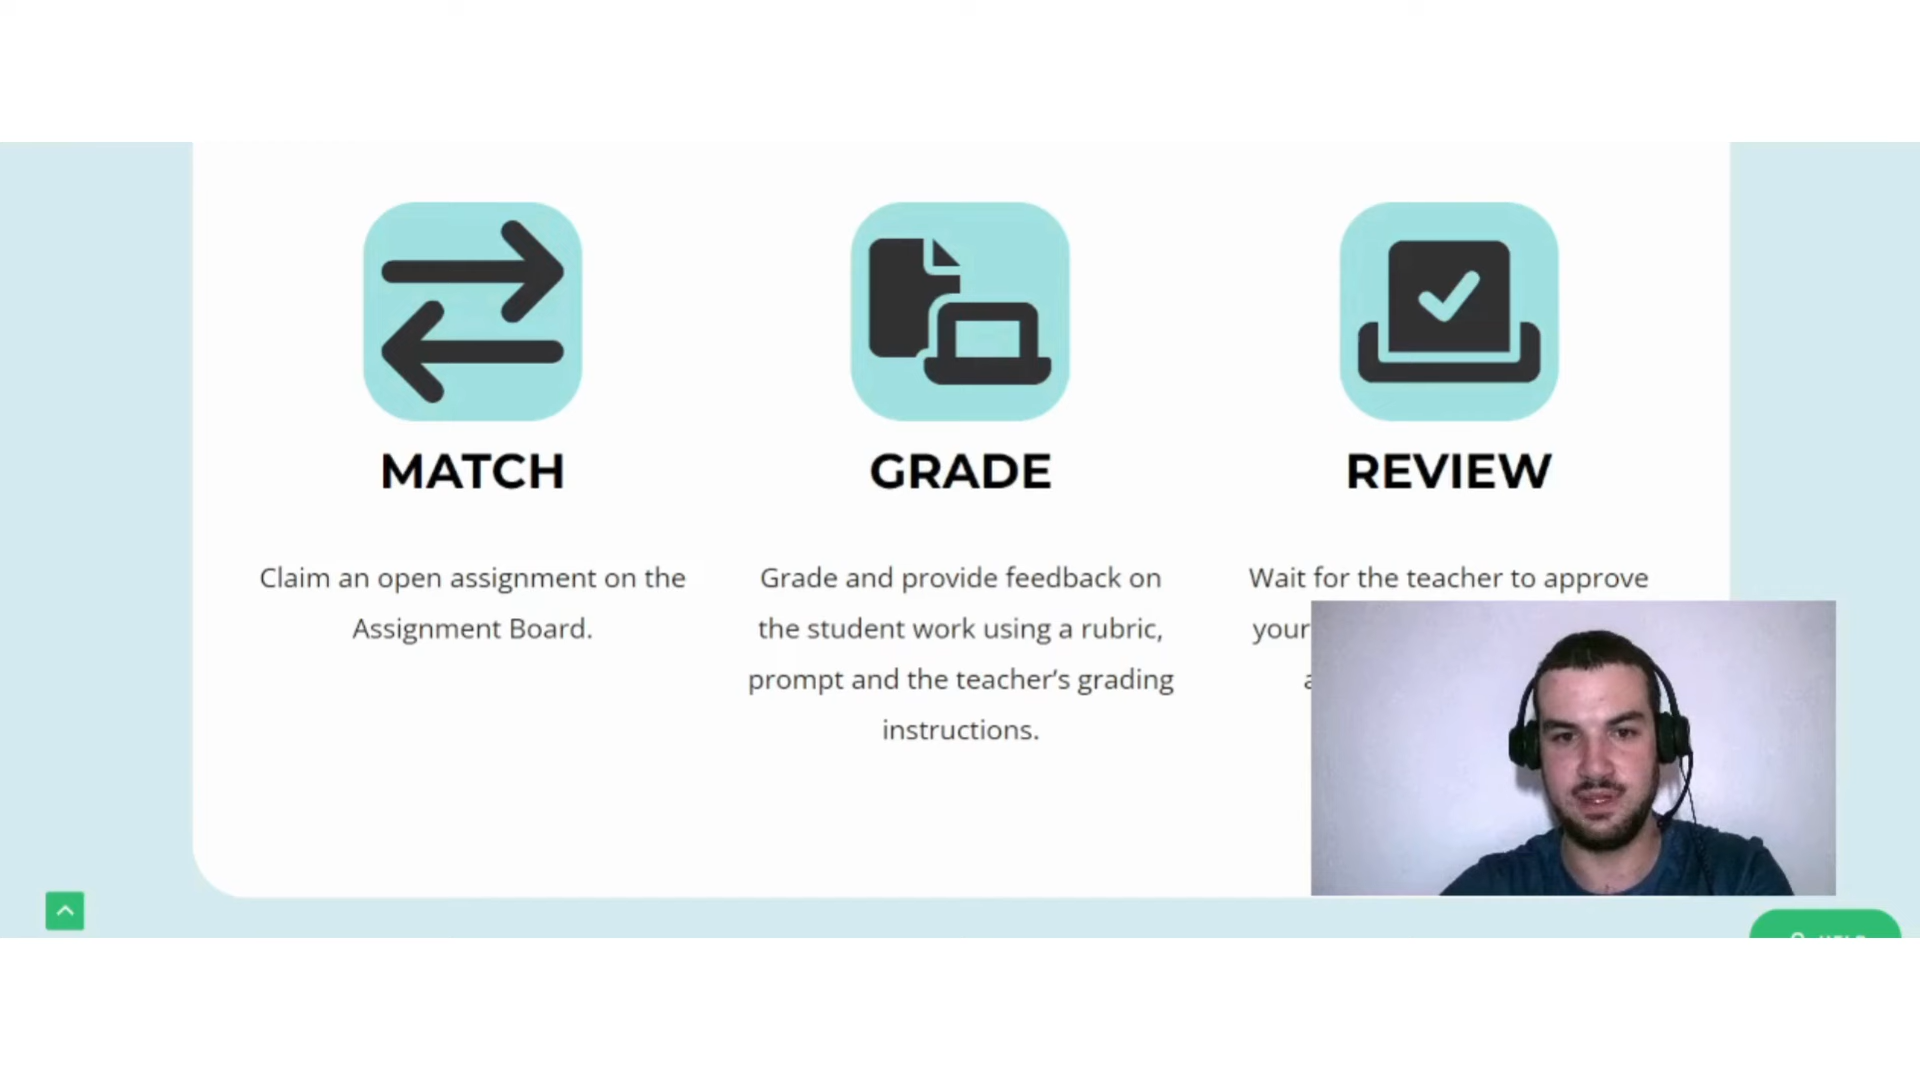 MATCH
Claim an open assignment on the
Assignment Board.
GRADE
Grade and provide feedback on
the student work using a rubric,
prompt and the teacher’s grading
instructions.
REVIEW
Wait for the teacher to approve
your